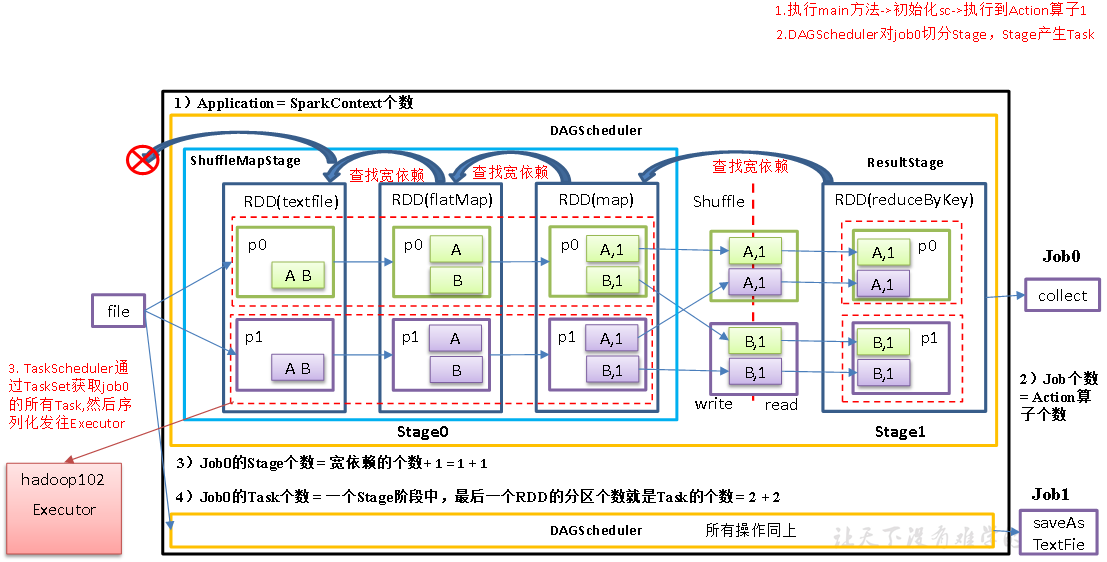 1.执行main方法->初始化sc->执行到Action算子1
2.DAGScheduler对job0切分Stage，Stage产生Task
1）Application = SparkContext个数
DAGScheduler
ShuffleMapStage
ResultStage
查找宽依赖
查找宽依赖
查找宽依赖
RDD(textfile)
RDD(flatMap)
RDD(map)
Shuffle
RDD(reduceByKey)
p0
A B
p0
A
B
p0
A,1
B,1
A,1
A,1
p0
A,1
A,1
Job0
collect
file
p1
A B
p1
A
B
p1
A,1
B,1
B,1
B,1
p1
B,1
B,1
write
read
3. TaskScheduler通
过TaskSet获取job0
的所有Task,然后序
列化发往Executor
2）Job个数
= Action算
子个数
Stage0
Stage1
3）Job0的Stage个数 = 宽依赖的个数 + 1 = 1 + 1
hadoop102
Executor
4）Job0的Task个数 = 一个Stage阶段中，最后一个RDD的分区个数就是Task的个数 = 2 + 2
Job1
DAGScheduler
所有操作同上
saveAs
TextFie
让天下没有难学